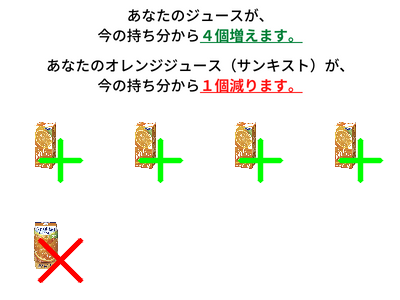 あなたのジュースが、
今の持ち分から４個増えます。
あなたのオレンジジュース（サンキスト）が、
今の持ち分から１個減ります。